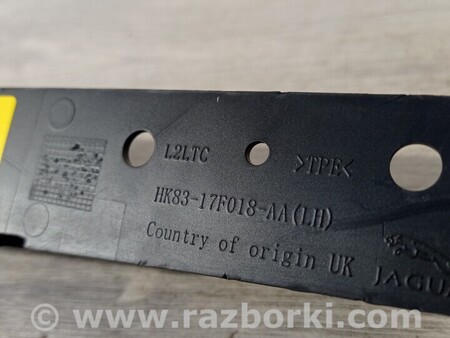 L2LTC >TPE<
HK83-17F018-AA(LH)
Country of origin UK
JAGU
www.razborki.com